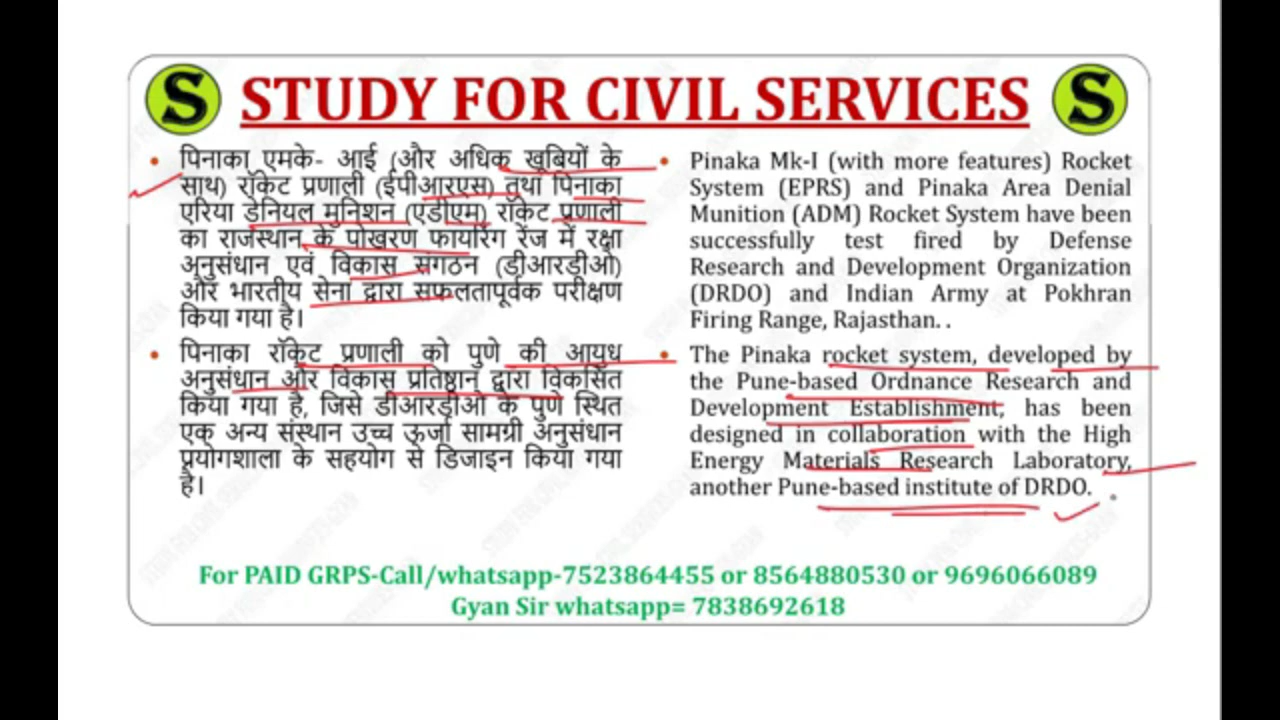 S STUDY FOR CIVIL SERVICES S
पिनाका एमके- आई (और अधिक खूबियों के
साथ) रॉकेट प्रणाली (ईपीआरएस) तथा पिनाका
एरिया डेनियल मुनिशन (एडीएम) रॉकेट प्रणाली
का राजस्थान के पोखरण फायरिंग रेंज में रक्षा
अनुसंधान एवं विकास संगठन (डीआरडीओ)
और भारतीय सेना द्वारा सफलतापूर्वक परीक्षण
किया गया है।
पिनाका रॉकेट प्रणाली को पुणे की आयुध
अनुसंधान और विकास प्रतिष्ठान द्वारा विकसित
किया गया है, जिसे डीआरडीओ के पुणे स्थित
एक अन्य संस्थान उच्च ऊर्जा सामग्री अनुसंधान
प्रयोगशाला के सहयोग से डिजाइन किया गया
है।
Pinaka Mk-I (with more features) Rocket
System (EPRS) and Pinaka Area Denial
Munition (ADM) Rocket System have been
successfully test fired by Defense
Research and Development Organization
(DRDO) and Indian Army at Pokhran
Firing Range, Rajasthan. .
The Pinaka rocket system, developed by
the Pune-based Ordnance Research and
Development Establishment, has been
designed in collaboration with the High
Energy Materials Research Laboratory,
another Pune-based institute of DRDO.
For PAID GRPS-Call/whatsapp-7523864455 or 8564880530 or 9696066089
Gyan Sir whatsapp= 7838692618